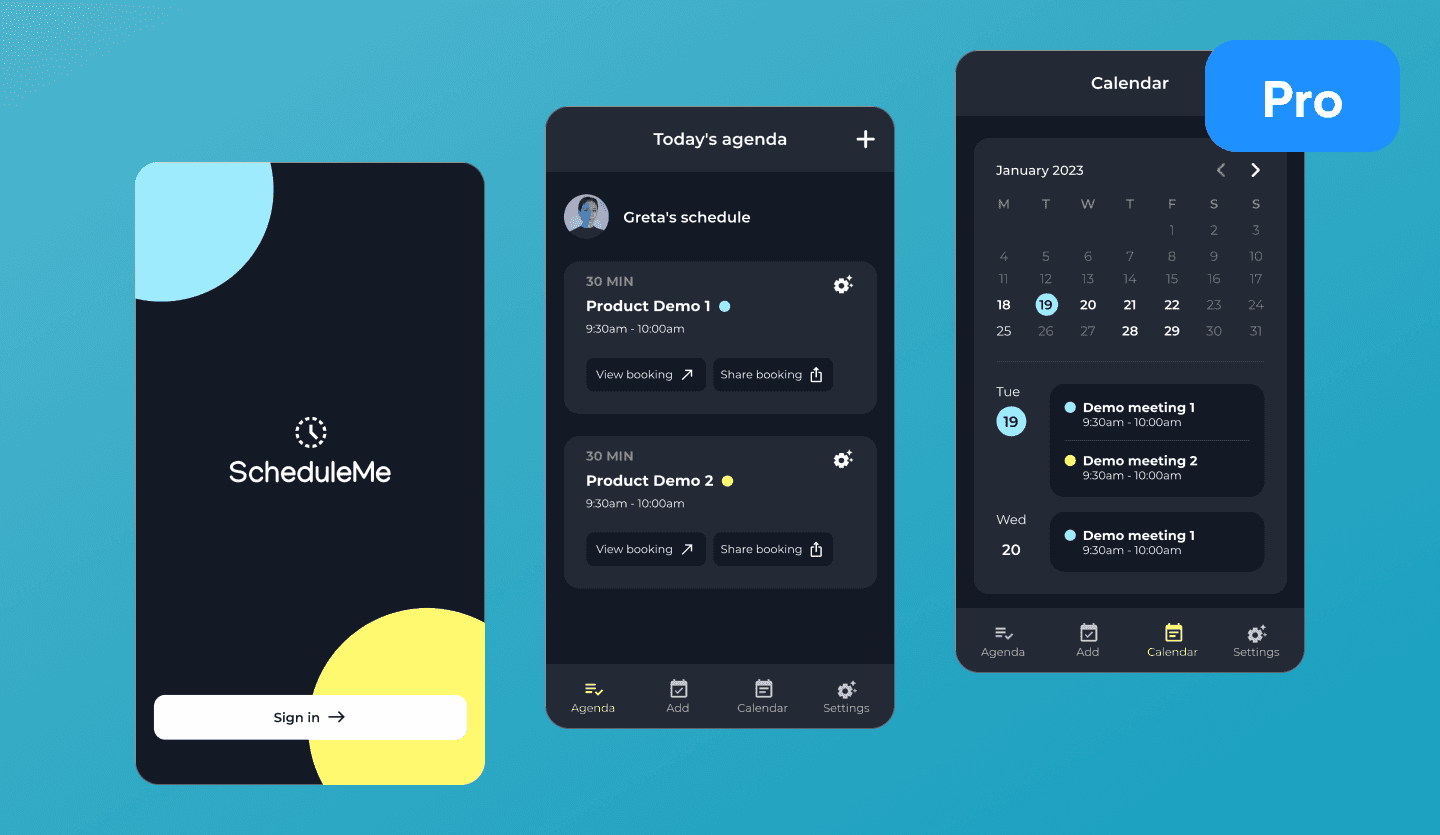 ScheduleMe
Sign in
Today's agenda
Greta's schedule
30 MIN
Product Demo 1
9:30am - 10:00am
View booking Share booking
30 MIN
Product Demo 2
9:30am - 10:00am
View booking Share booking
Agenda Add Calendar Settings
Calendar
Pro
January 2023
M T W T F S S
1 2 3
4 5 6 7 8 9 10
11 12 13 14 15 16 17
18 19 20 21 22 23 24
25 26 27 28 29 30 31
Tue
19
Demo meeting 1
9:30am - 10:00am
Demo meeting 2
9:30am - 10:00am
Wed
20
Demo meeting 1
9:30am - 10:00am
Agenda Add Calendar Settings